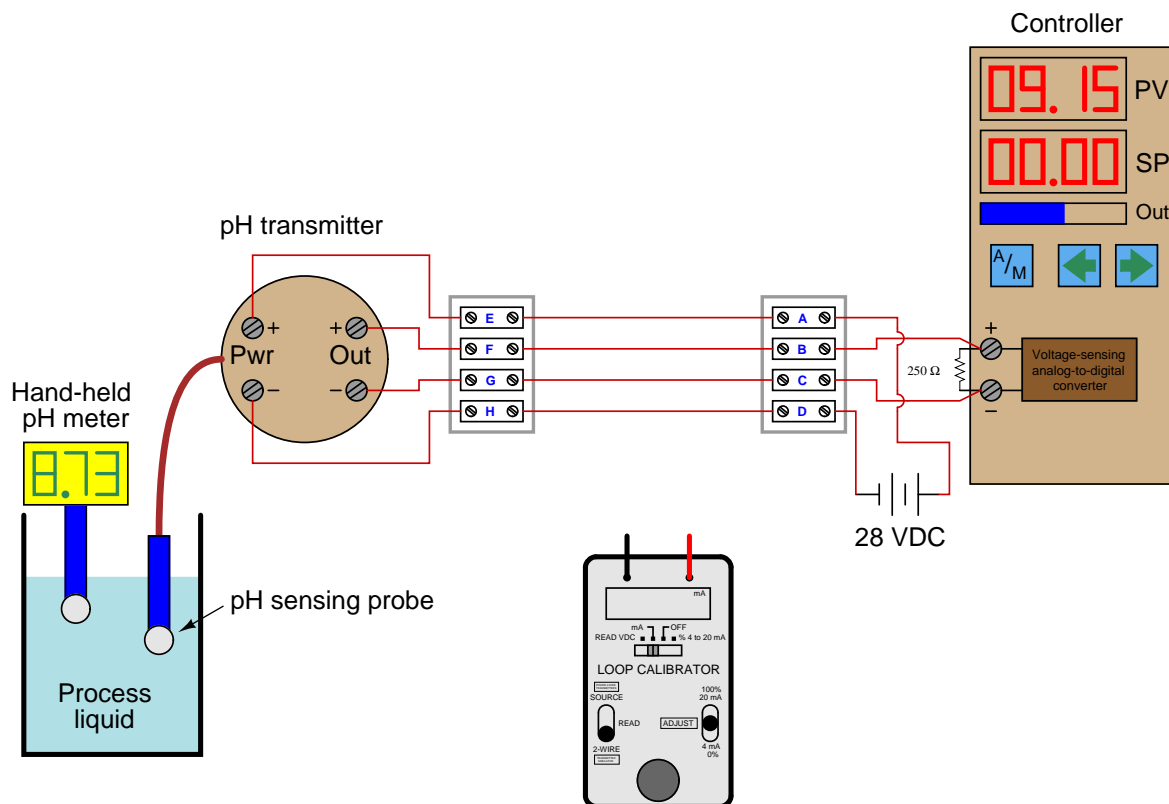 Controller
09.15 PV
00.00 SP
Out
A/M
pH transmitter
+ +
Pwr Out
− −
E
F
G
H
A
B
C
D
+
250 Ω
−
Voltage-sensing
analog-to-digital
converter
Hand-held
pH meter
8.73
28 VDC
pH sensing probe
Process
liquid
mA
mA OFF
READ VDC % 4 to 20 mA
LOOP CALIBRATOR
SOURCE
READ
2-WIRE
100%
20 mA
ADJUST
4 mA
0%